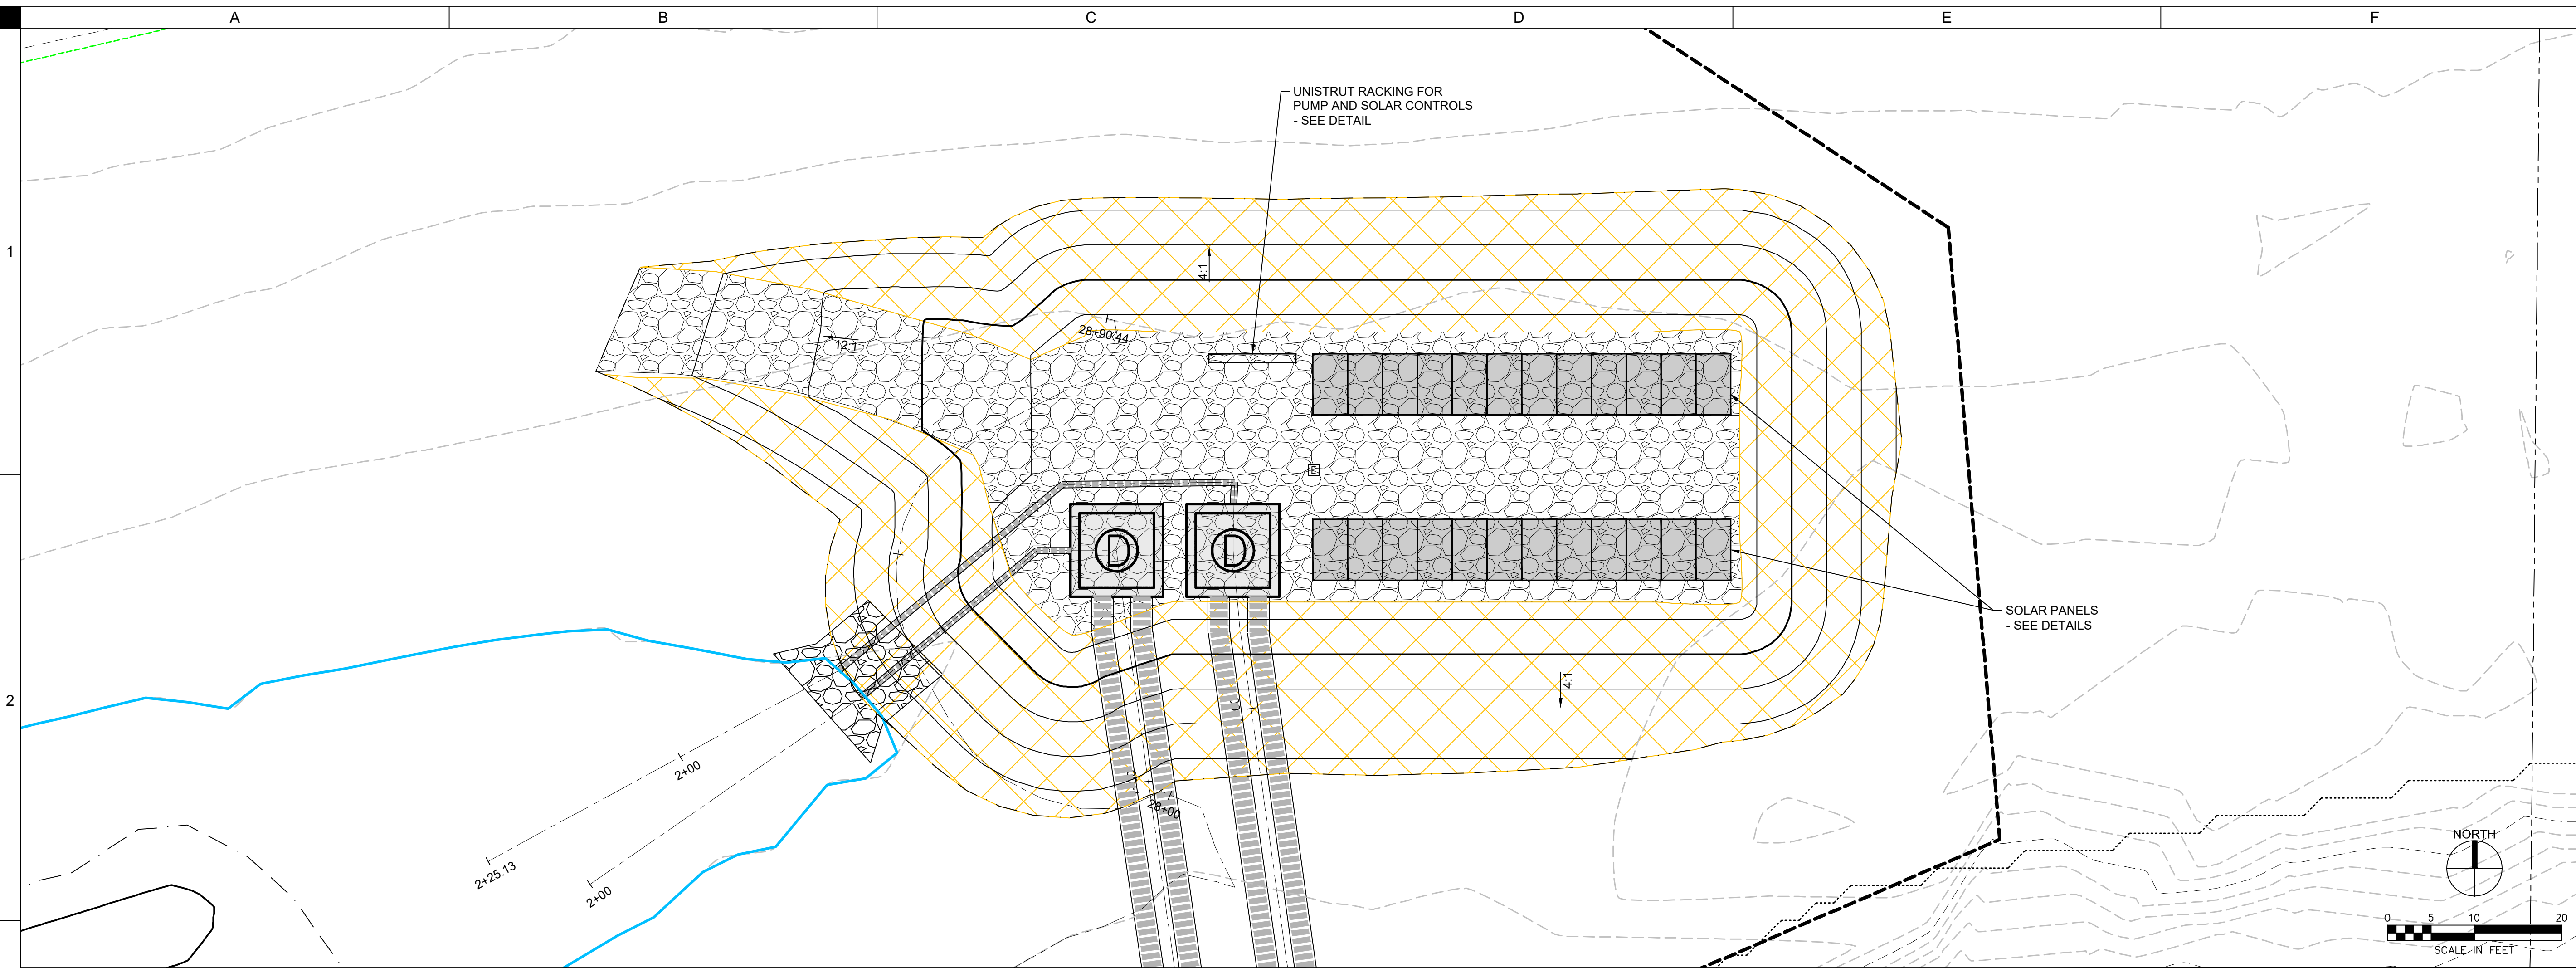 A B C D E F
1
UNISTRUT RACKING FOR
PUMP AND SOLAR CONTROLS
- SEE DETAIL
4:1
28+90.44
12:1
E
D D
SOLAR PANELS
- SEE DETAILS
2
4:1
2+00
28+00
2+25.13
2+00
NORTH
0 5 10 20
SCALE IN FEET